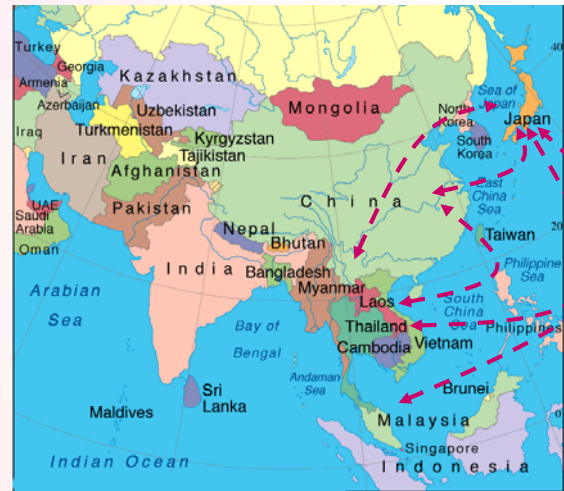 Turkey
Georgia
Armenia
Azerbaijan
Kazakhstan
Uzbekistan
Turkmenistan
Kyrgyzstan
Tajikistan
Mongolia
North
Korea
South
Korea
Sea of
Japan
Japan
40
Iraq
Iran
Afghanistan
Pakistan
UAE
Saudi
Arabia
Oman
China
East
China
Sea
Nepal
Bhutan
India
Bangladesh
Myanmar
Taiwan
20
Philippine
Sea
Laos
Thailand
Cambodia
Vietnam
South
China
Sea
Philippines
Arabian
Sea
Bay of
Bengal
Andaman
Sea
Sri
Lanka
Maldives
Brunei
Malaysia
Singapore
Indonesia
Indian Ocean
0